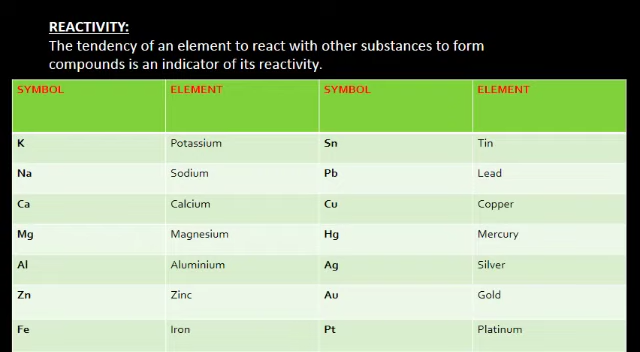 REACTIVITY:
The tendency of an element to react with other substances to form
compounds is an indicator of its reactivity.
SYMBOL ELEMENT SYMBOL ELEMENT
K Potassium Sn Tin
Na Sodium Pb Lead
Ca Calcium Cu Copper
Mg Magnesium Hg Mercury
Al Aluminium Ag Silver
Zn Zinc Au Gold
Fe Iron Pt Platinum